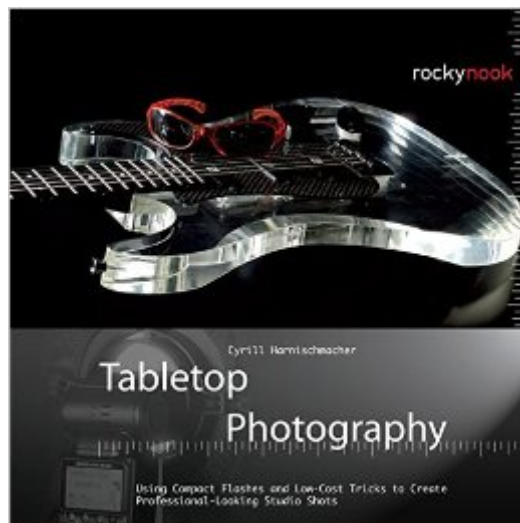 rockynook
Cyrill Harnischmacher
Tabletop
Photography
Using Compact Flashes and Low-Cost Tricks to Create
Professional-Looking Studio Shots